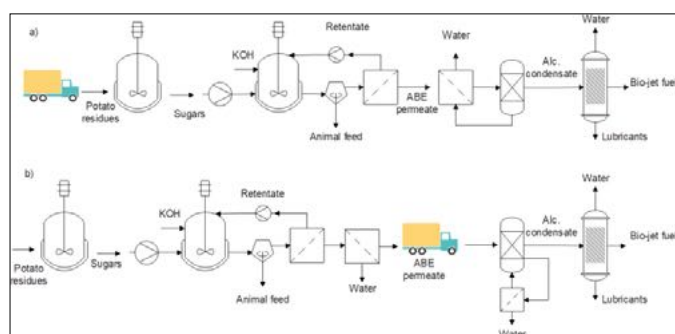 a)
Water
Retentate
KOH
Water
Alc.
condensate
Bio-jet fuel
Potato
residues
Sugars
ABE
permeate
Animal feed
Lubricants
b)
Water
Retentate
KOH
Alc.
condensate
Bio-jet fuel
Potato
residues
Sugars
ABE
permeate
Animal feed
Water
Lubricants
Water